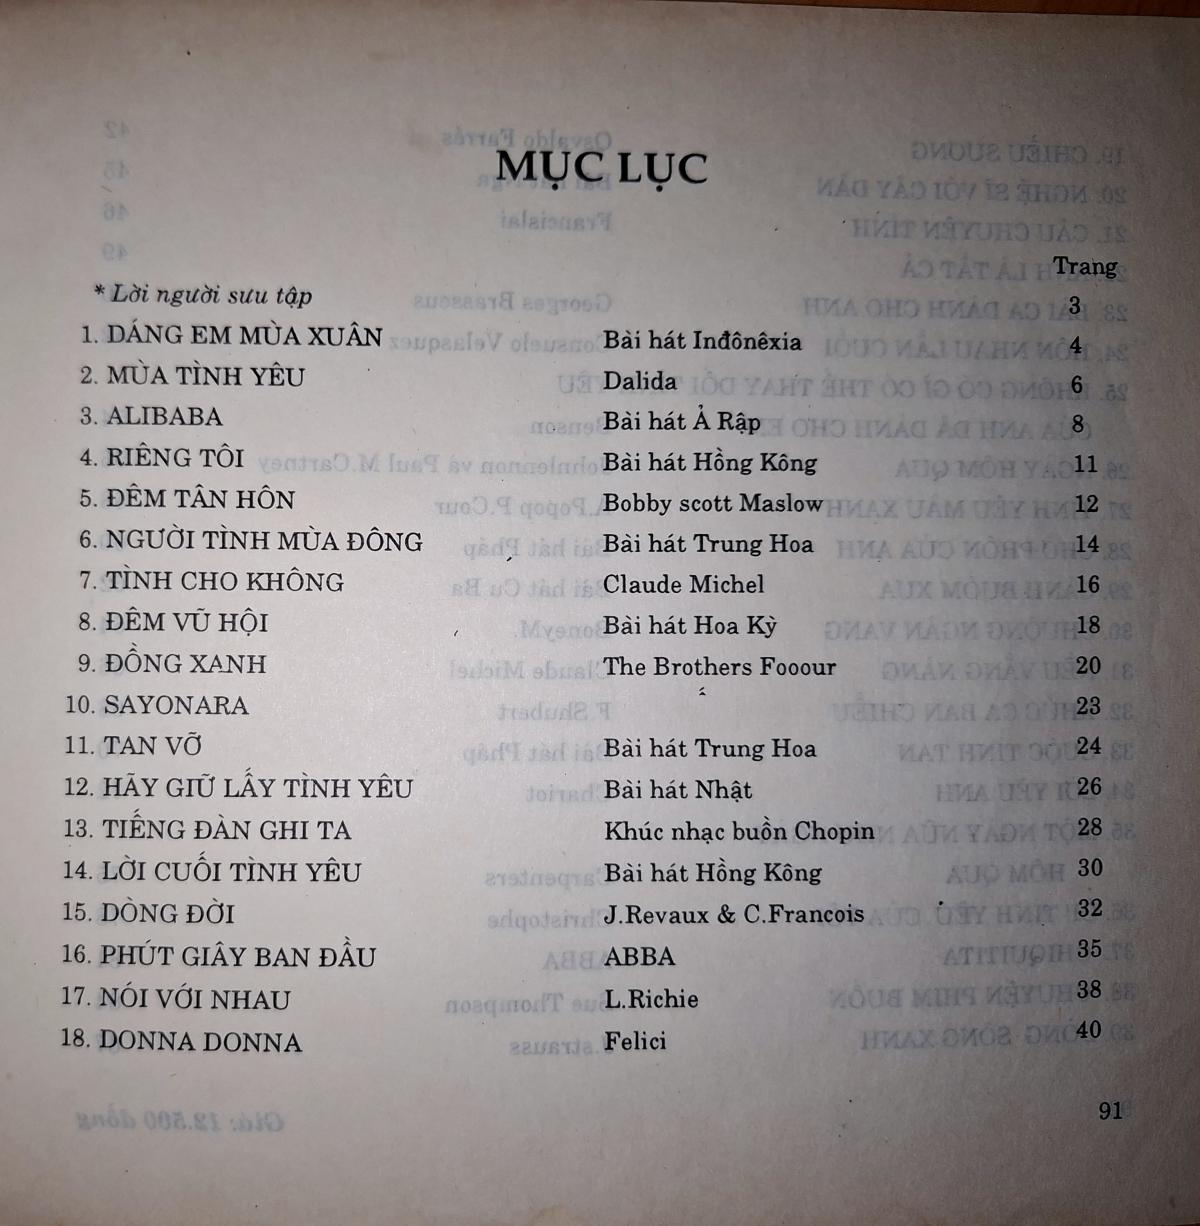 MỤC LỤC
Trang
* Lời người sưu tập 3
1. DÁNG EM MÙA XUÂN Bài hát Inđônêxia 4
2. MÙA TÌNH YÊU Dalida 6
3. ALIBABA Bài hát Ả Rập 8
4. RIÊNG TÔI Bài hát Hồng Kông 11
5. ĐÊM TÂN HÔN Bobby scott Maslow 12
6. NGƯỜI TÌNH MÙA ĐÔNG Bài hát Trung Hoa 14
7. TÌNH CHO KHÔNG Claude Michel 16
8. ĐÊM VŨ HỘI Bài hát Hoa Kỳ 18
9. ĐỒNG XANH The Brothers Fooour 20
10. SAYONARA 23
11. TAN VỠ Bài hát Trung Hoa 24
12. HÃY GIỮ LẤY TÌNH YÊU Bài hát Nhật 26
13. TIẾNG ĐÀN GHI TA Khúc nhạc buồn Chopin 28
14. LỜI CUỐI TÌNH YÊU Bài hát Hồng Kông 30
15. DÒNG ĐỜI J.Revaux & C.Francois 32
16. PHÚT GIÂY BAN ĐẦU ABBA 35
17. NÓI VỚI NHAU L.Richie 38
18. DONNA DONNA Felici 40
91